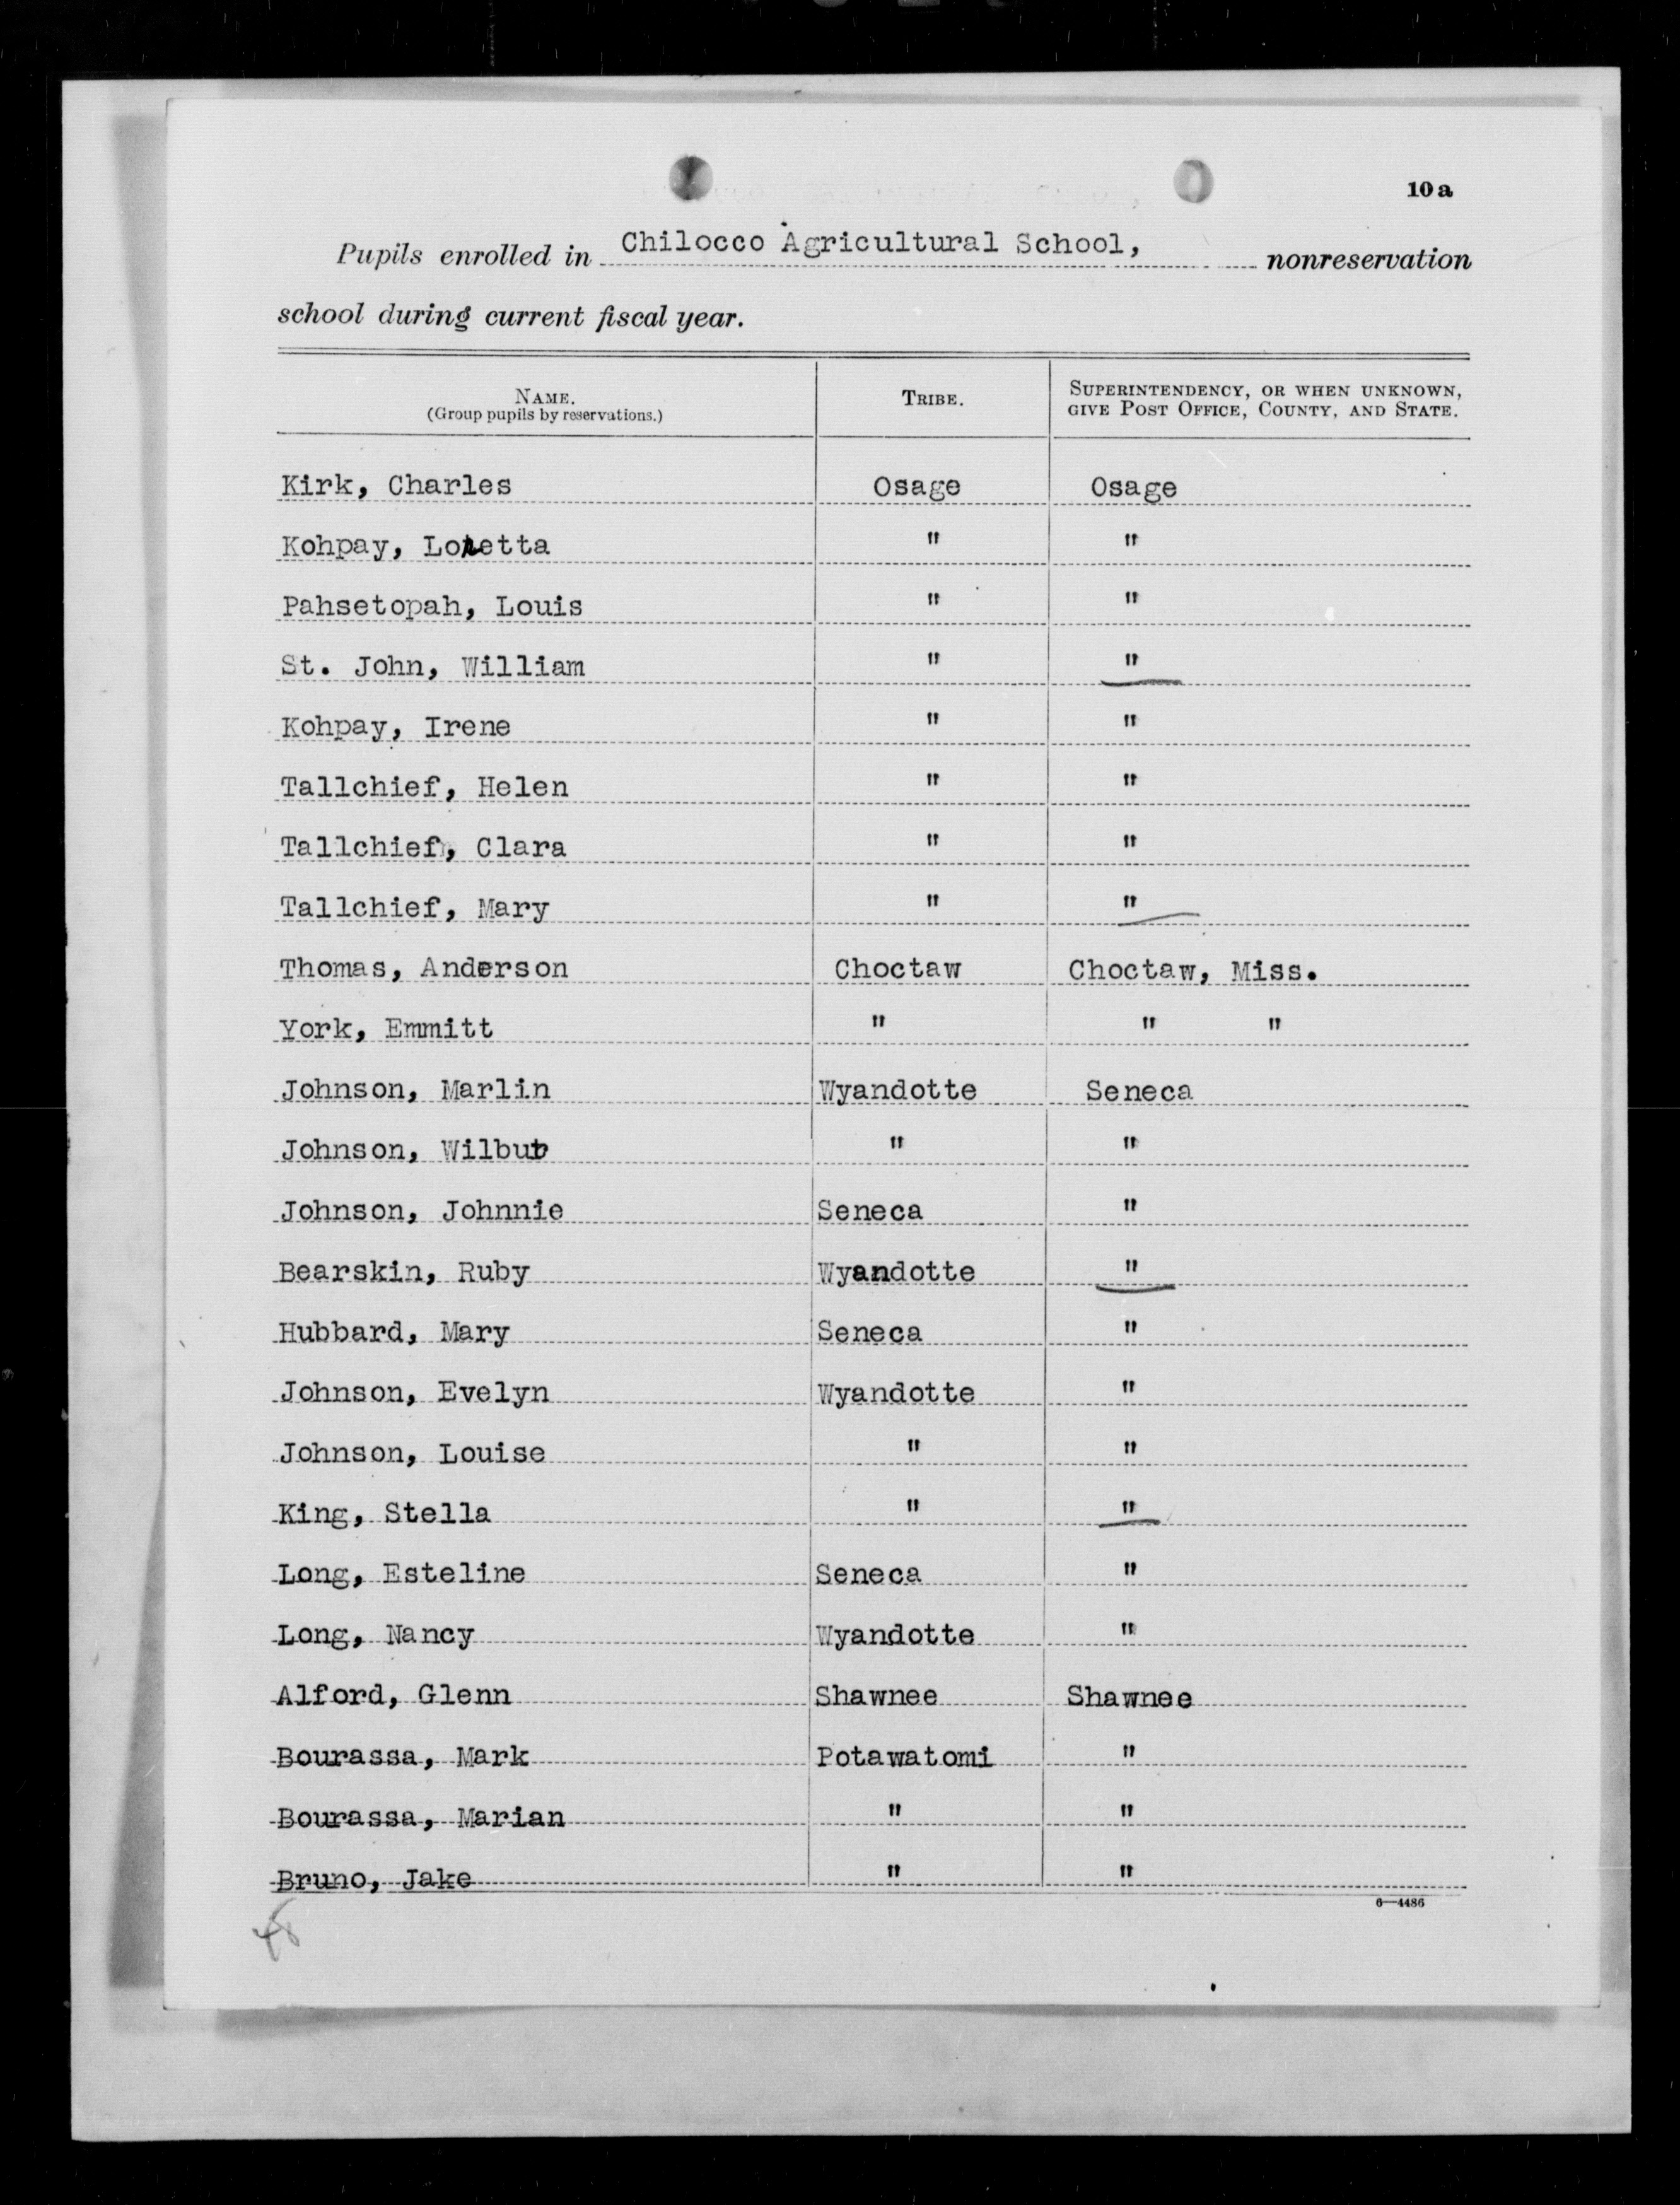 10a
Pupils enrolled in Chilocco Agricultural School, nonreservation
school during current fiscal year.
NAME.
(Group pupils by reservations.)
TRIBE.
SUPERINTENDENCY, OR WHEN UNKNOWN,
GIVE POST OFFICE, COUNTY, AND STATE.
Kirk, Charles Osage Osage
Kohpay, Loretta " "
Pahsetopah, Louis " "
St. John, William " "
Kohpay, Irene " "
Tallchief, Helen " "
Tallchief, Clara " "
Tallchief, Mary " "
Thomas, Anderson Choctaw Choctaw, Miss.
York, Emmitt " " "
Johnson, Marlin Wyandotte Seneca
Johnson, Wilbur " "
Johnson, Johnnie Seneca "
Bearskin, Ruby Wyandotte "
Hubbard, Mary Seneca "
Johnson, Evelyn Wyandotte "
Johnson, Louise " "
King, Stella " "
Long, Esteline Seneca "
Long, Nancy Wyandotte "
Alford, Glenn Shawnee Shawnee
Bourassa, Mark Potawatomi "
Bourassa, Marian " "
Bruno, Jake " "
6—4486